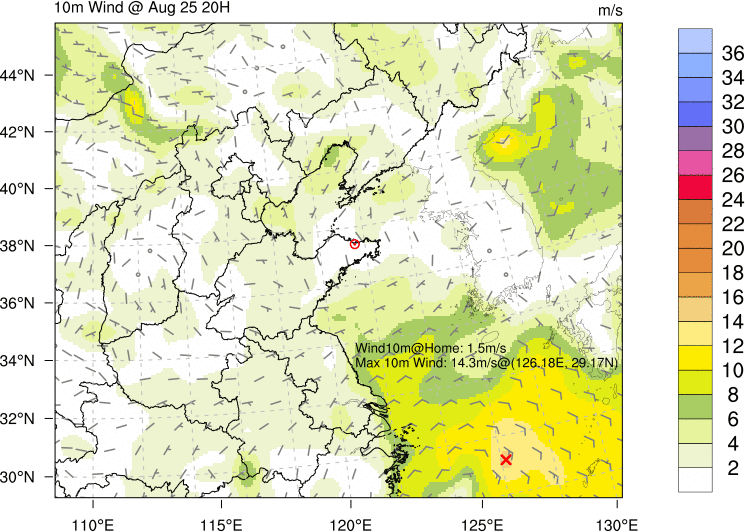 10m Wind @ Aug 25 20H
m/s
44°N
42°N
40°N
38°N
36°N
34°N
32°N
30°N
110°E
115°E
120°E
125°E
130°E
Wind10m@Home: 1.5m/s
Max 10m Wind: 14.3m/s@(126.18E, 29.17N)
36
34
32
30
28
26
24
22
20
18
16
14
12
10
8
6
4
2